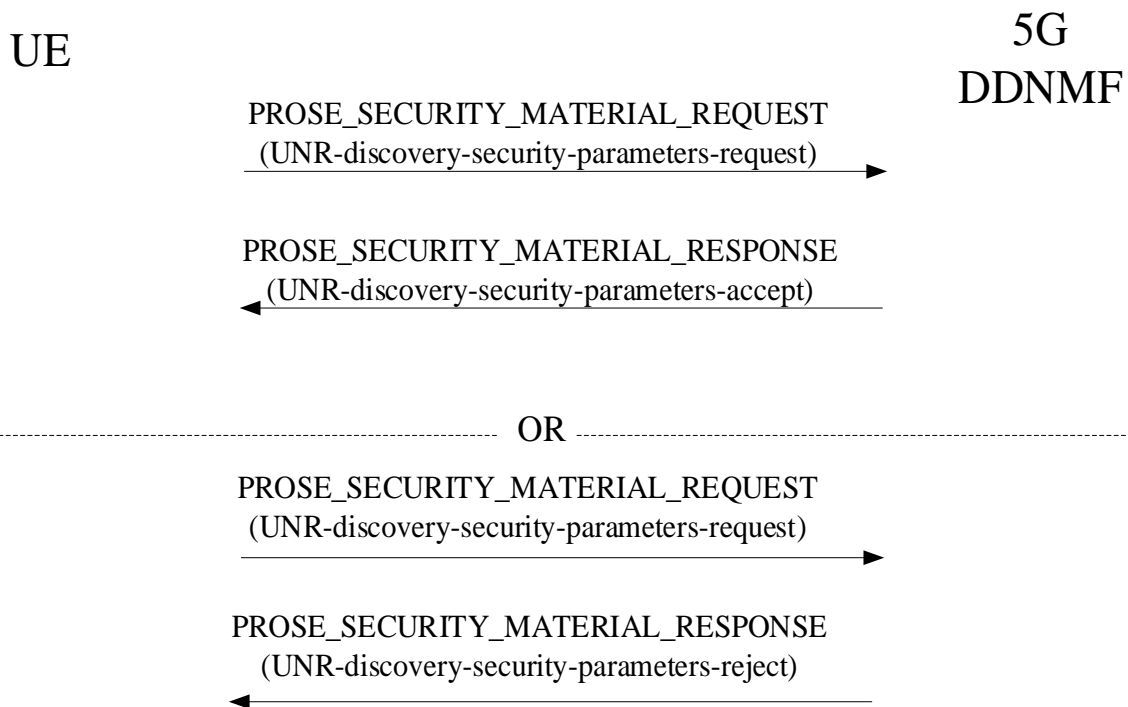 UE
5G
DDNMF
PROSE_SECURITY_MATERIAL_REQUEST
(UNR-discovery-security-parameters-request)
PROSE_SECURITY_MATERIAL_RESPONSE
(UNR-discovery-security-parameters-accept)
OR
PROSE_SECURITY_MATERIAL_REQUEST
(UNR-discovery-security-parameters-request)
PROSE_SECURITY_MATERIAL_RESPONSE
(UNR-discovery-security-parameters-reject)